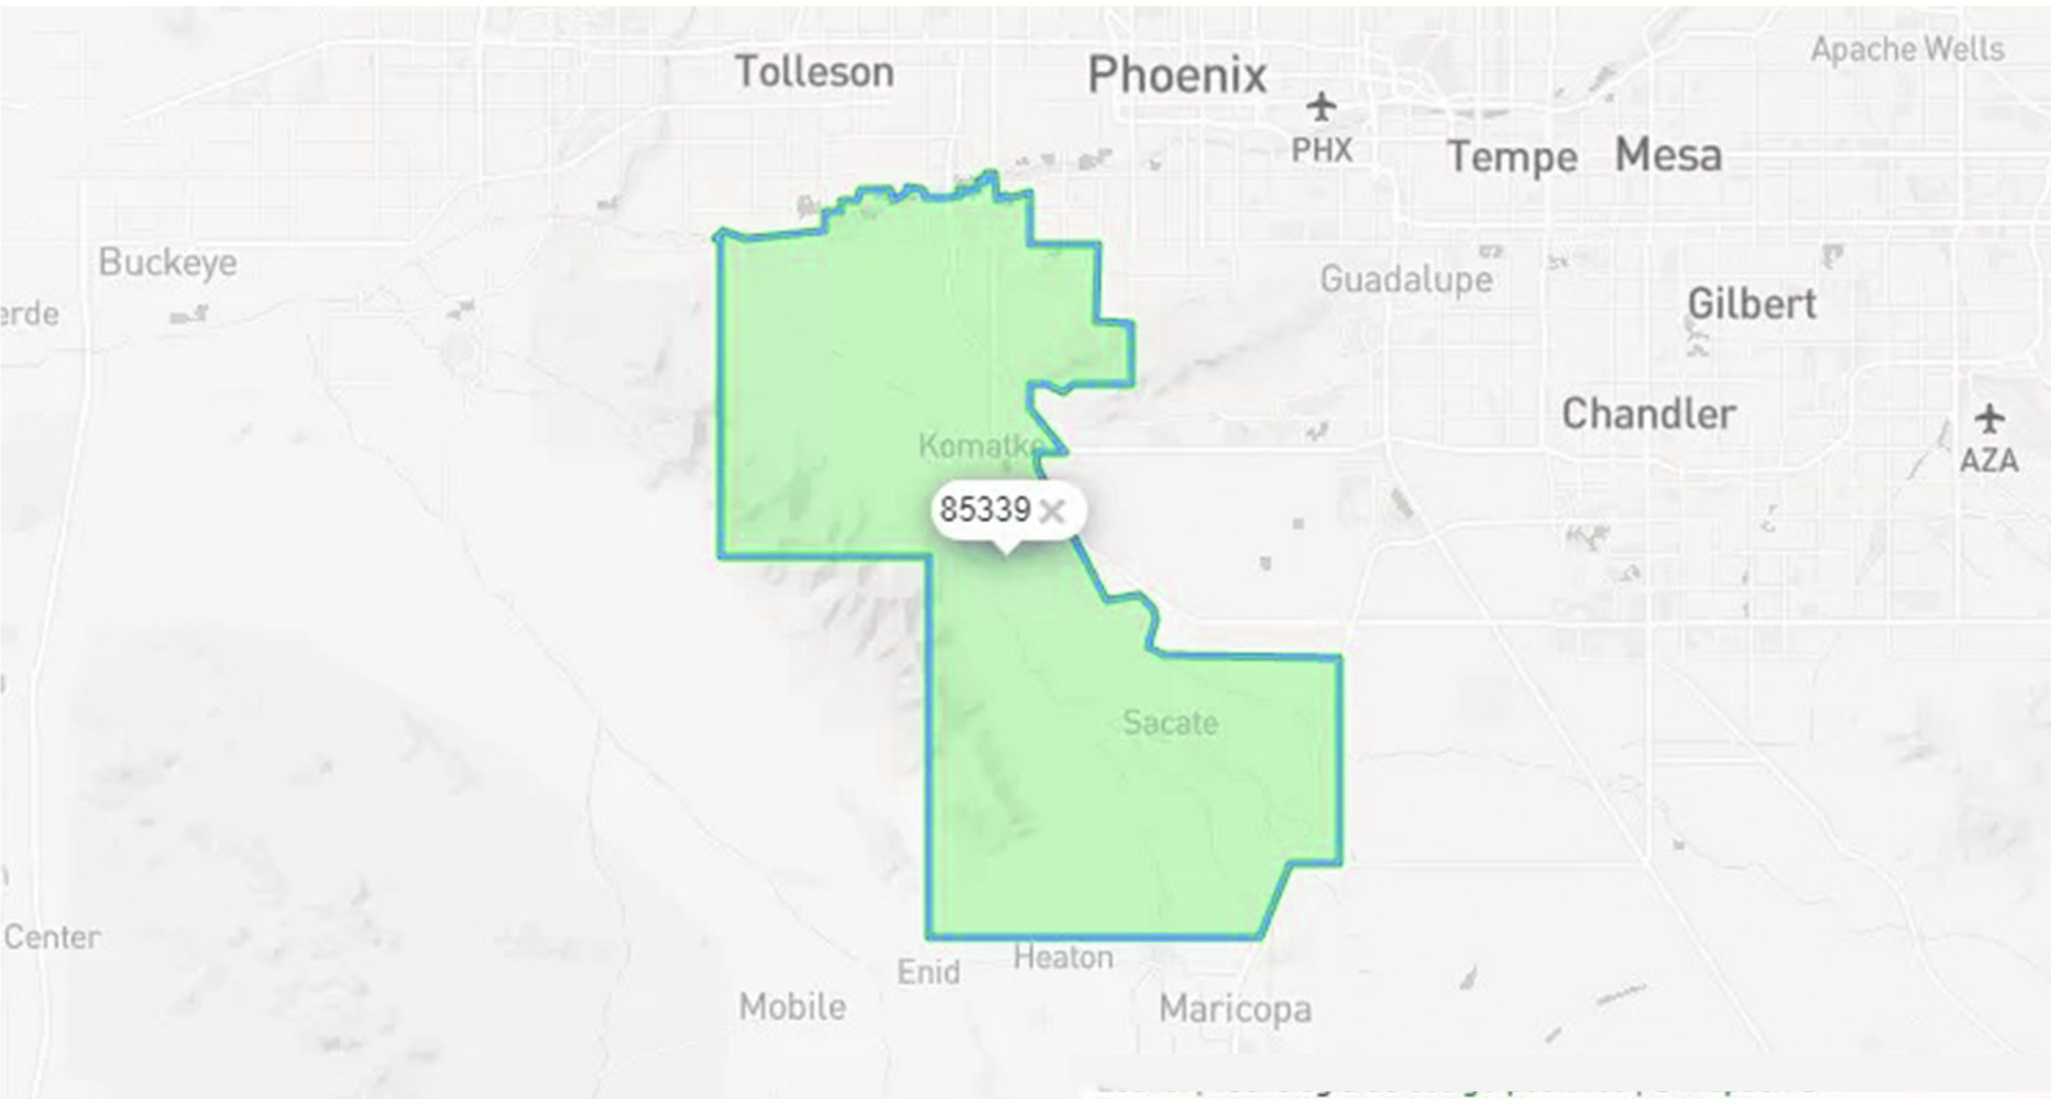 Apache Wells
Tolleson
Phoenix
PHX
Tempe
Mesa
Buckeye
Guadalupe
erde
Gilbert
Chandler
Komatke
AZA
85339
Sacate
Center
Heaton
Enid
Mobile
Maricopa